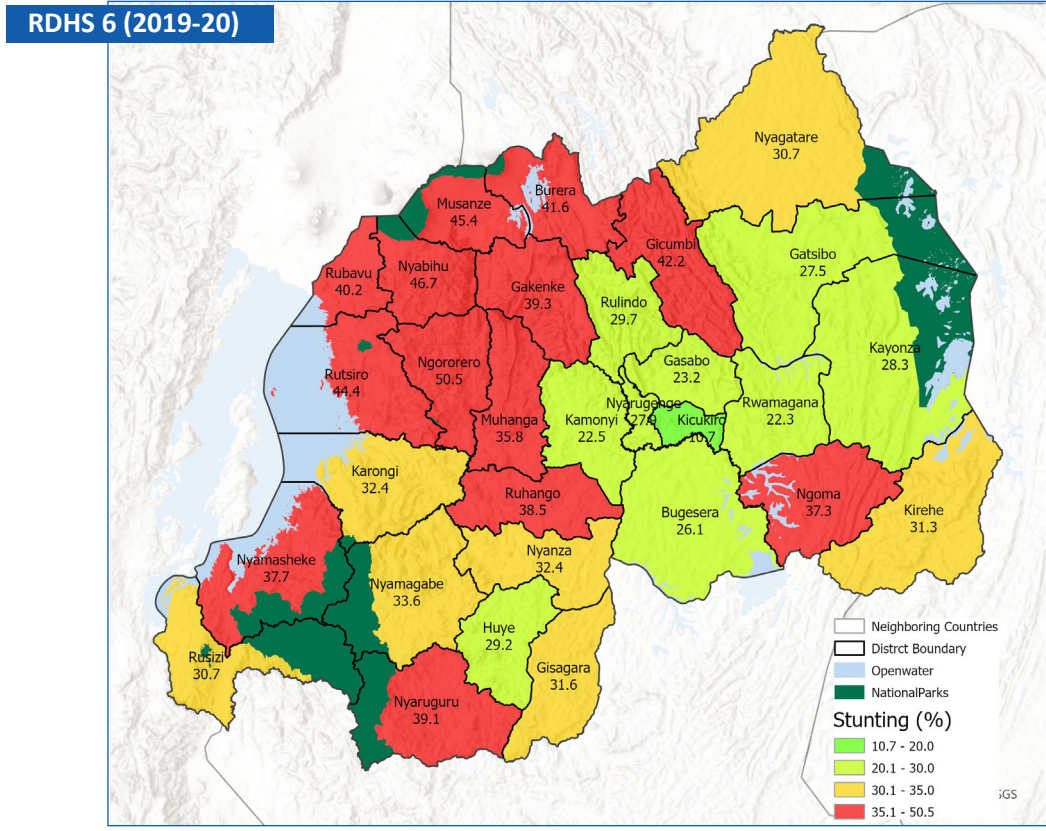 RDHS 6 (2019-20)
Nyagatare
30.7
Burera
41.6
Musanze
45.4
Gicumbi
42.2
Gatsibo
27.5
Rubavu
40.2
Nyabihu
46.7
Gakenke
39.3
Rulindo
29.7
Kayonza
28.3
Gasabo
23.2
Rutsiro
44.4
Ngororero
50.5
Nyarugenge
27.9
Kicukiro
10.7
Rwamagana
22.3
Muhanga
35.8
Kamonyi
22.5
Karongi
32.4
Ruhango
38.5
Bugesera
26.1
Ngoma
37.3
Kirehe
31.3
Nyamasheke
37.7
Nyamagabe
33.6
Nyanza
32.4
Huye
29.2
Rusizi
30.7
Gisagara
31.6
Nyaruguru
39.1
Neighboring Countries
Distrct Boundary
Openwater
NationalParks
Stunting (%)
10.7 - 20.0
20.1 - 30.0
30.1 - 35.0
35.1 - 50.5